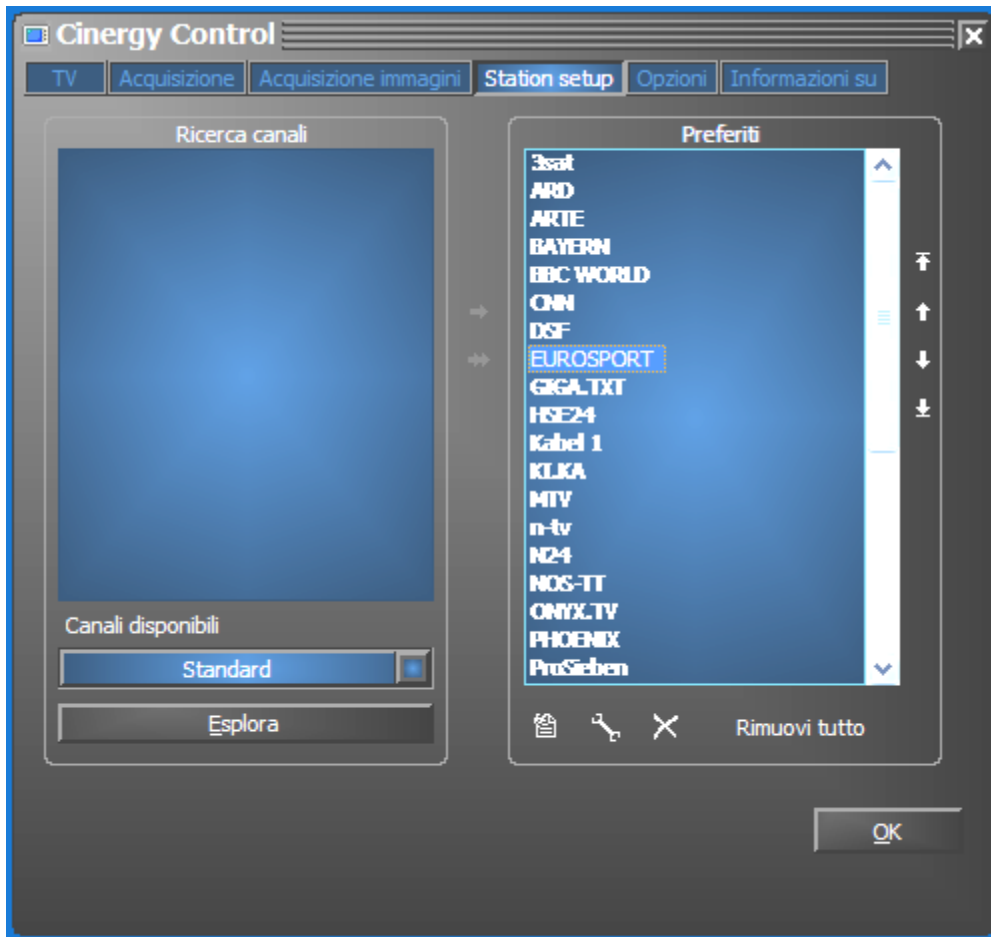 Cinergy Control
TV
Acquisizione
Acquisizione immagini
Station setup
Opzioni
Informazioni su
Ricerca canali
Canali disponibili
Standard
Esplora
Preferiti
3sat
ARD
ARTE
BAYERN
BBC WORLD
CNN
DSF
EUROSPORT
GIGA.TXT
HSE24
Kabel 1
KI.KA
MTV
n-tv
N24
NOS-TT
ONYX.TV
PHOENIX
ProSieben
Rimuovi tutto
OK